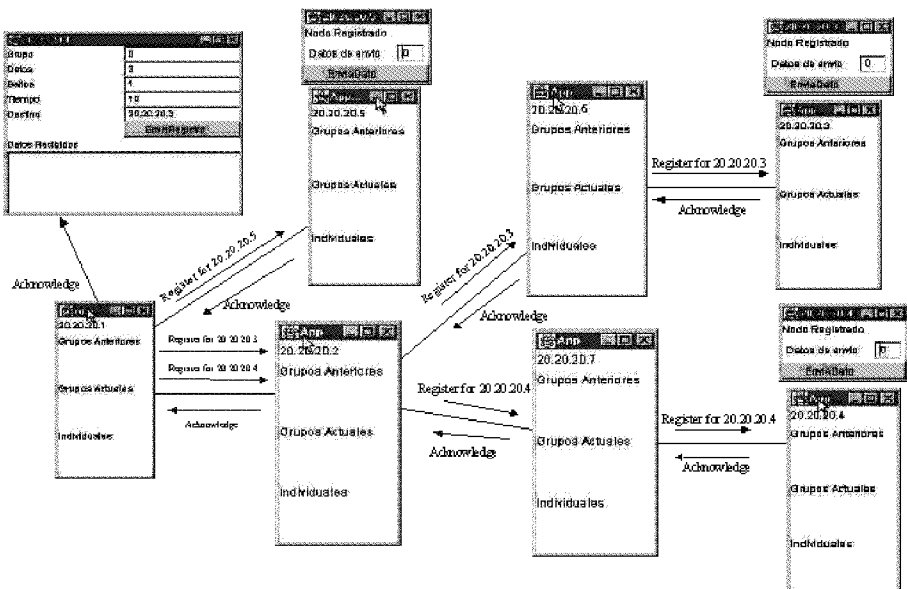 Grupo 0
Datos 3
Tiempo 10
Destino 20.20.20.3
EnviaRegistro
Datos Recibidos
Nodo Registrado
Datos de envio 0
EnviaDato
App
20.20.20.5
Grupos Anteriores
Grupos Actuales
Individuales
App
20.20.20.6
Grupos Anteriores
Grupos Actuales
Individuales
Register for 20.20.20.3
Acknowledge
Nodo Registrado
Datos de envio 0
EnviaDato
App
20.20.20.3
Grupos Anteriores
Grupos Actuales
Individuales
Acknowledge
Register for 20.20.20.5
Acknowledge
20.20.20.1
Grupos Anteriores
Grupos Actuales
Individuales
Register for 20.20.20.3
Register for 20.20.20.4
Acknowledge
App
20.20.20.2
Grupos Anteriores
Grupos Actuales
Individuales
Register for 20.20.20.3
Acknowledge
Register for 20.20.20.4
Acknowledge
App
20.20.20.7
Grupos Anteriores
Grupos Actuales
Individuales
Register for 20.20.20.4
Acknowledge
Nodo Registrado
Datos de envio 0
EnviaDato
App
20.20.20.4
Grupos Anteriores
Grupos Actuales
Individuales